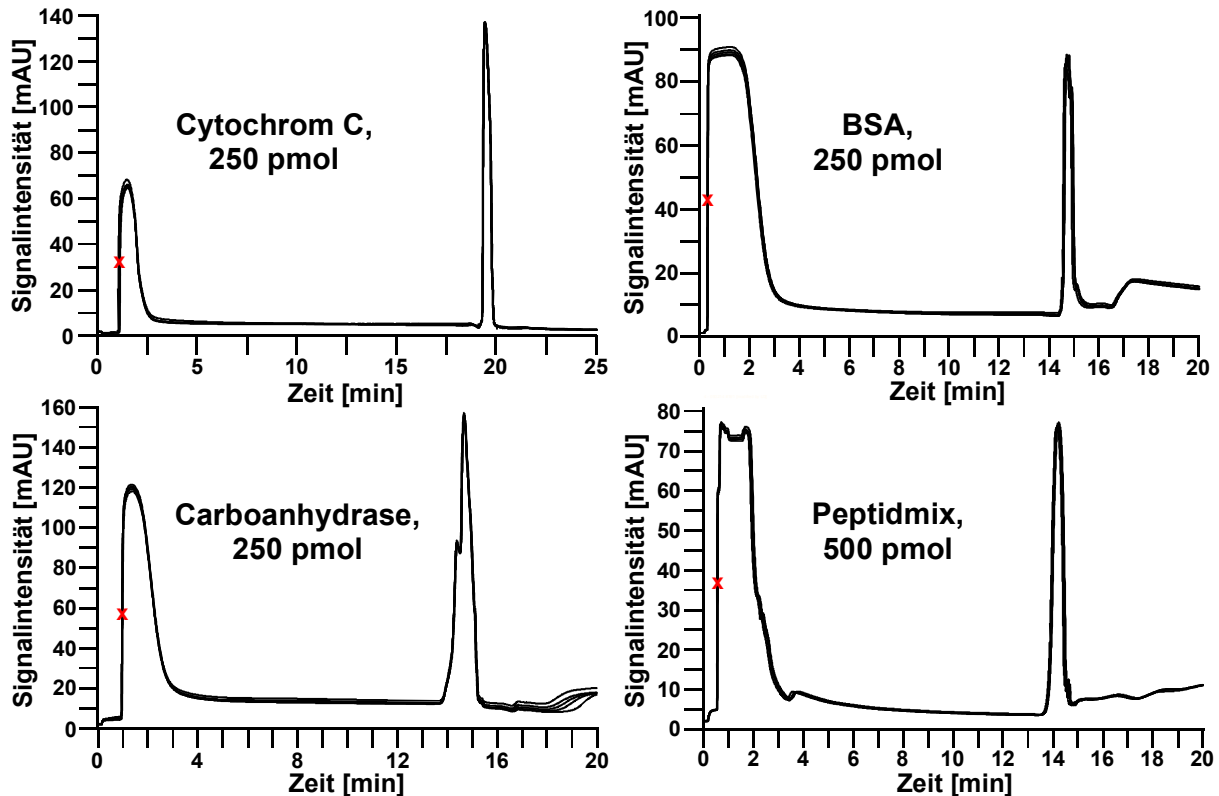 Signalintensität [mAU]
140
120
100
80
60
40
20
0
Cytochrom C,
250 pmol
0 5 10 15 20 25
Zeit [min]
Signalintensität [mAU]
100
80
60
40
20
0
BSA,
250 pmol
0 2 4 6 8 10 12 14 16 18 20
Zeit [min]
Signalintensität [mAU]
160
140
120
100
80
60
40
20
0
Carboanhydrase,
250 pmol
0 4 8 12 16 20
Zeit [min]
Signalintensität [mAU]
80
70
60
50
40
30
20
10
0
Peptidmix,
500 pmol
0 2 4 6 8 10 12 14 16 18 20
Zeit [min]